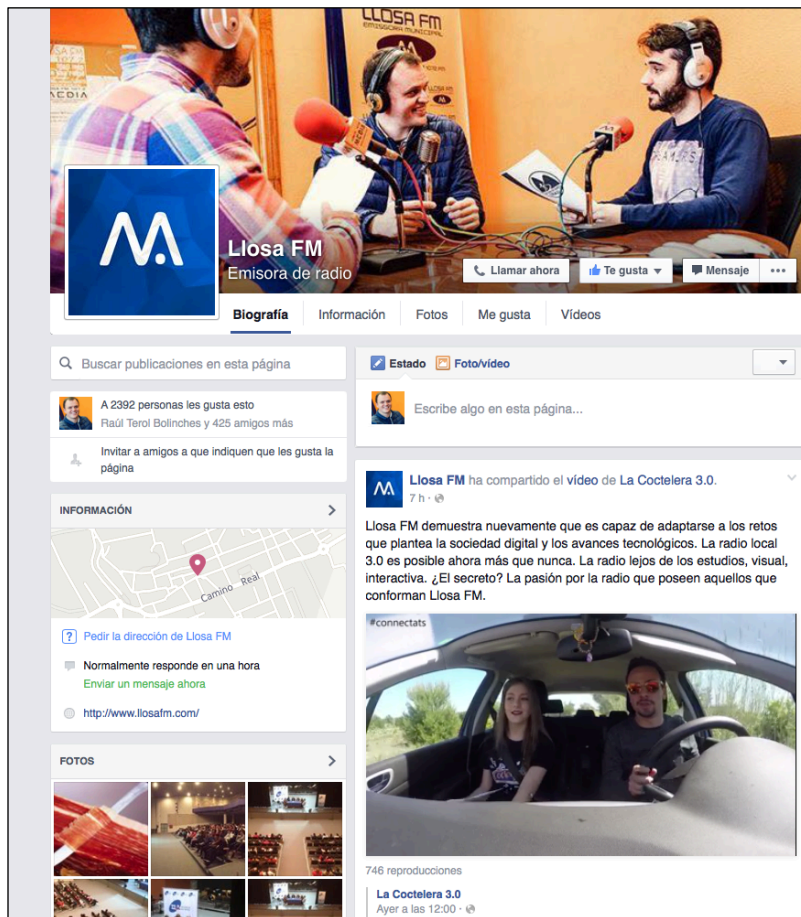 LLOSA FM
EMISSORA MUNICIPAL
Llosa FM
Emisora de radio
Llamar ahora
Te gusta
Mensaje
Biografía
Información
Fotos
Me gusta
Vídeos
Buscar publicaciones en esta página
A 2392 personas les gusta esto
Raúl Terol Bolinches y 425 amigos más
Invitar a amigos a que indiquen que les gusta la
página
INFORMACIÓN
Camino Real
Pedir la dirección de Llosa FM
Normalmente responde en una hora
Enviar un mensaje ahora
http://www.llosafm.com/
FOTOS
Estado
Foto/vídeo
Escribe algo en esta página...
Llosa FM ha compartido el vídeo de La Coctelera 3.0.
7 h ·
Llosa FM demuestra nuevamente que es capaz de adaptarse a los retos
que plantea la sociedad digital y los avances tecnológicos. La radio local
3.0 es posible ahora más que nunca. La radio lejos de los estudios, visual,
interactiva. ¿El secreto? La pasión por la radio que poseen aquellos que
conforman Llosa FM.
#connectats
746 reproducciones
La Coctelera 3.0
Ayer a las 12:00 ·